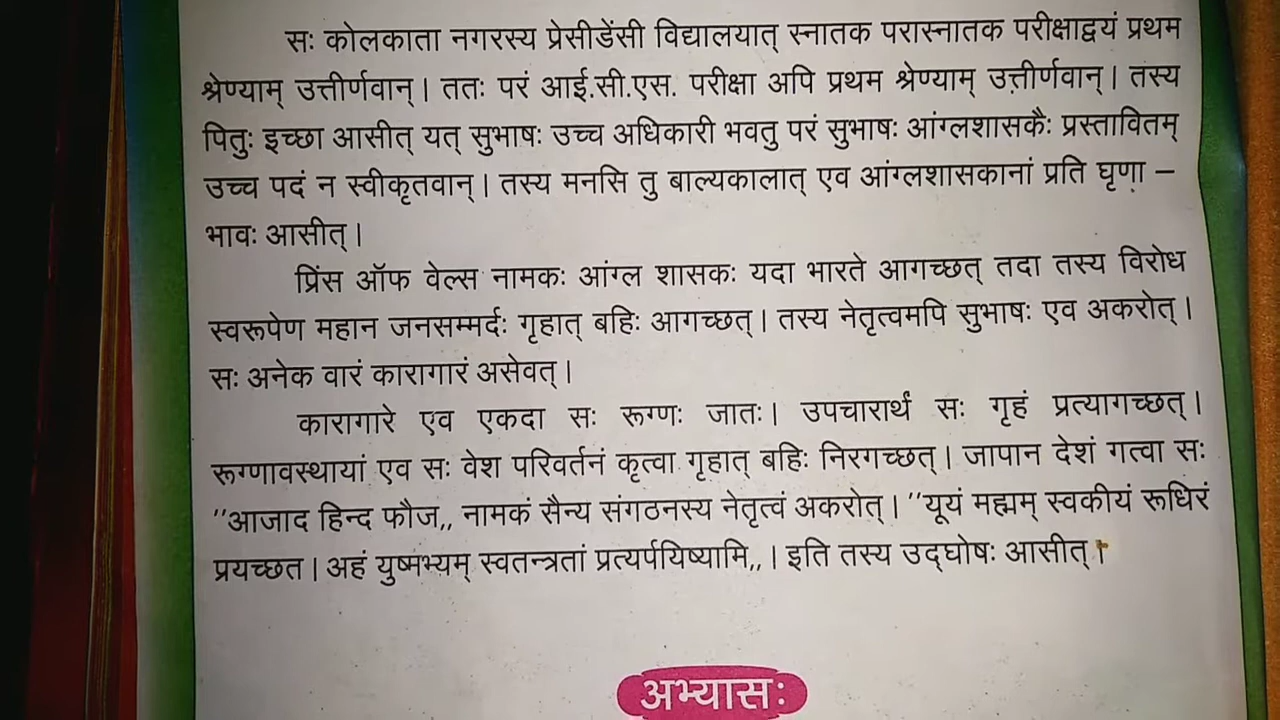 सः कोलकाता नगरस्य प्रेसीडेंसी विद्यालयात् स्नातक परास्नातक परीक्षाद्वयं प्रथम
श्रेण्याम् उत्तीर्णवान्। ततः परं आई.सी.एस. परीक्षा अपि प्रथम श्रेण्याम् उत्तीर्णवान्। तस्य
पितुः इच्छा आसीत् यत् सुभाषः उच्च अधिकारी भवतु परं सुभाषः आंग्लशासकैः प्रस्तावितम्
उच्च पदं न स्वीकृतवान्। तस्य मनसि तु बाल्यकालात् एव आंग्लशासकानां प्रति घृणा –
भावः आसीत्।
प्रिंस ऑफ वेल्स नामकः आंग्ल शासकः यदा भारते आगच्छत् तदा तस्य विरोध
स्वरूपेण महान जनसम्मर्दः गृहात् बहिः आगच्छत्। तस्य नेतृत्वमपि सुभाषः एव अकरोत्।
सः अनेक वारं कारागारं असेवत्।
कारागारे एव एकदा सः रूग्णः जातः। उपचारार्थं सः गृहं प्रत्यागच्छत्।
रूग्णावस्थायां एव सः वेश परिवर्तनं कृत्वा गृहात् बहिः निरगच्छत्। जापान देशं गत्वा सः
''आजाद हिन्द फौज,, नामकं सैन्य संगठनस्य नेतृत्वं अकरोत्। ''यूयं मह्मम् स्वकीयं रूधिरं
प्रयच्छत। अहं युष्मभ्यम् स्वतन्त्रतां प्रत्यर्पयिष्यामि,,। इति तस्य उद्घोषः आसीत्।
अभ्यासः